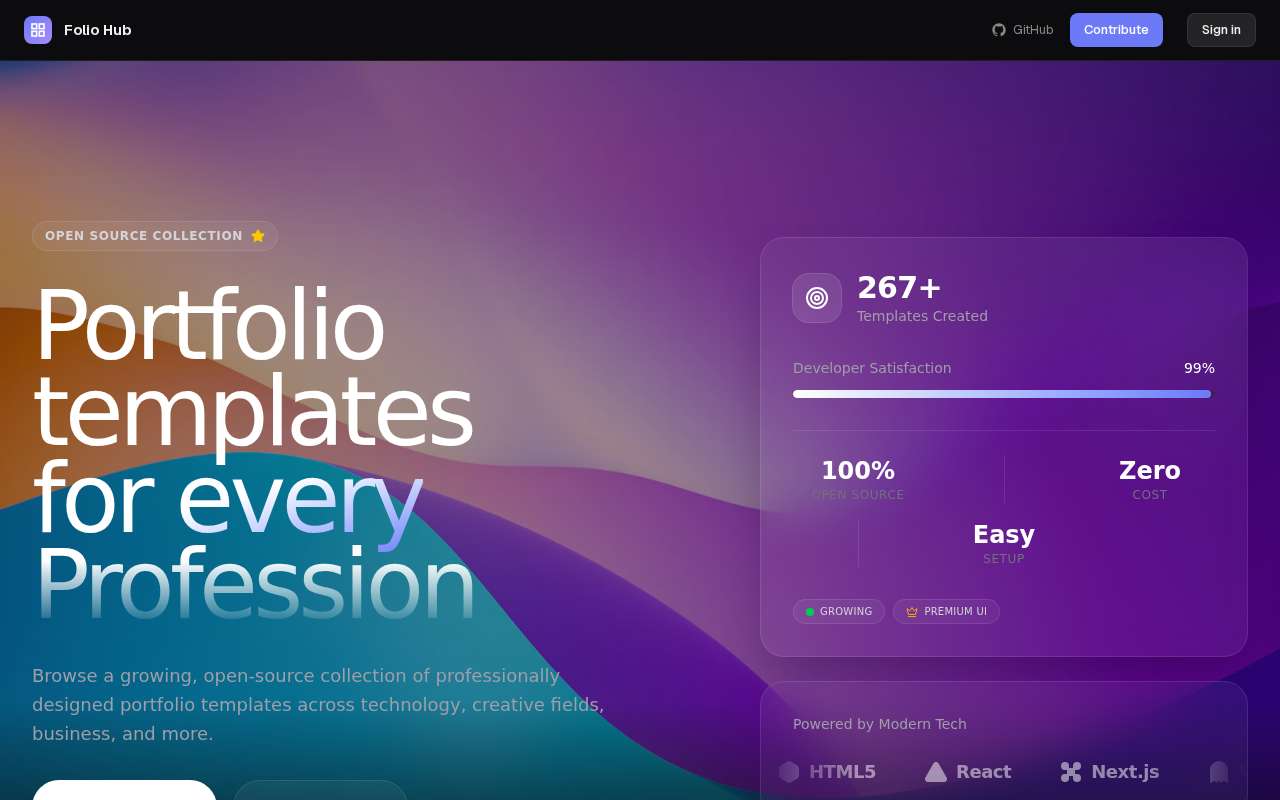 Folio Hub
GitHub
Contribute
Sign in
OPEN SOURCE COLLECTION
Portfolio
templates
for every
Profession
Browse a growing, open-source collection of professionally
designed portfolio templates across technology, creative fields,
business, and more.
267+
Templates Created
Developer Satisfaction
99%
100%
OPEN SOURCE
Zero
COST
Easy
SETUP
GROWING
PREMIUM UI
Powered by Modern Tech
HTML5
React
Next.js